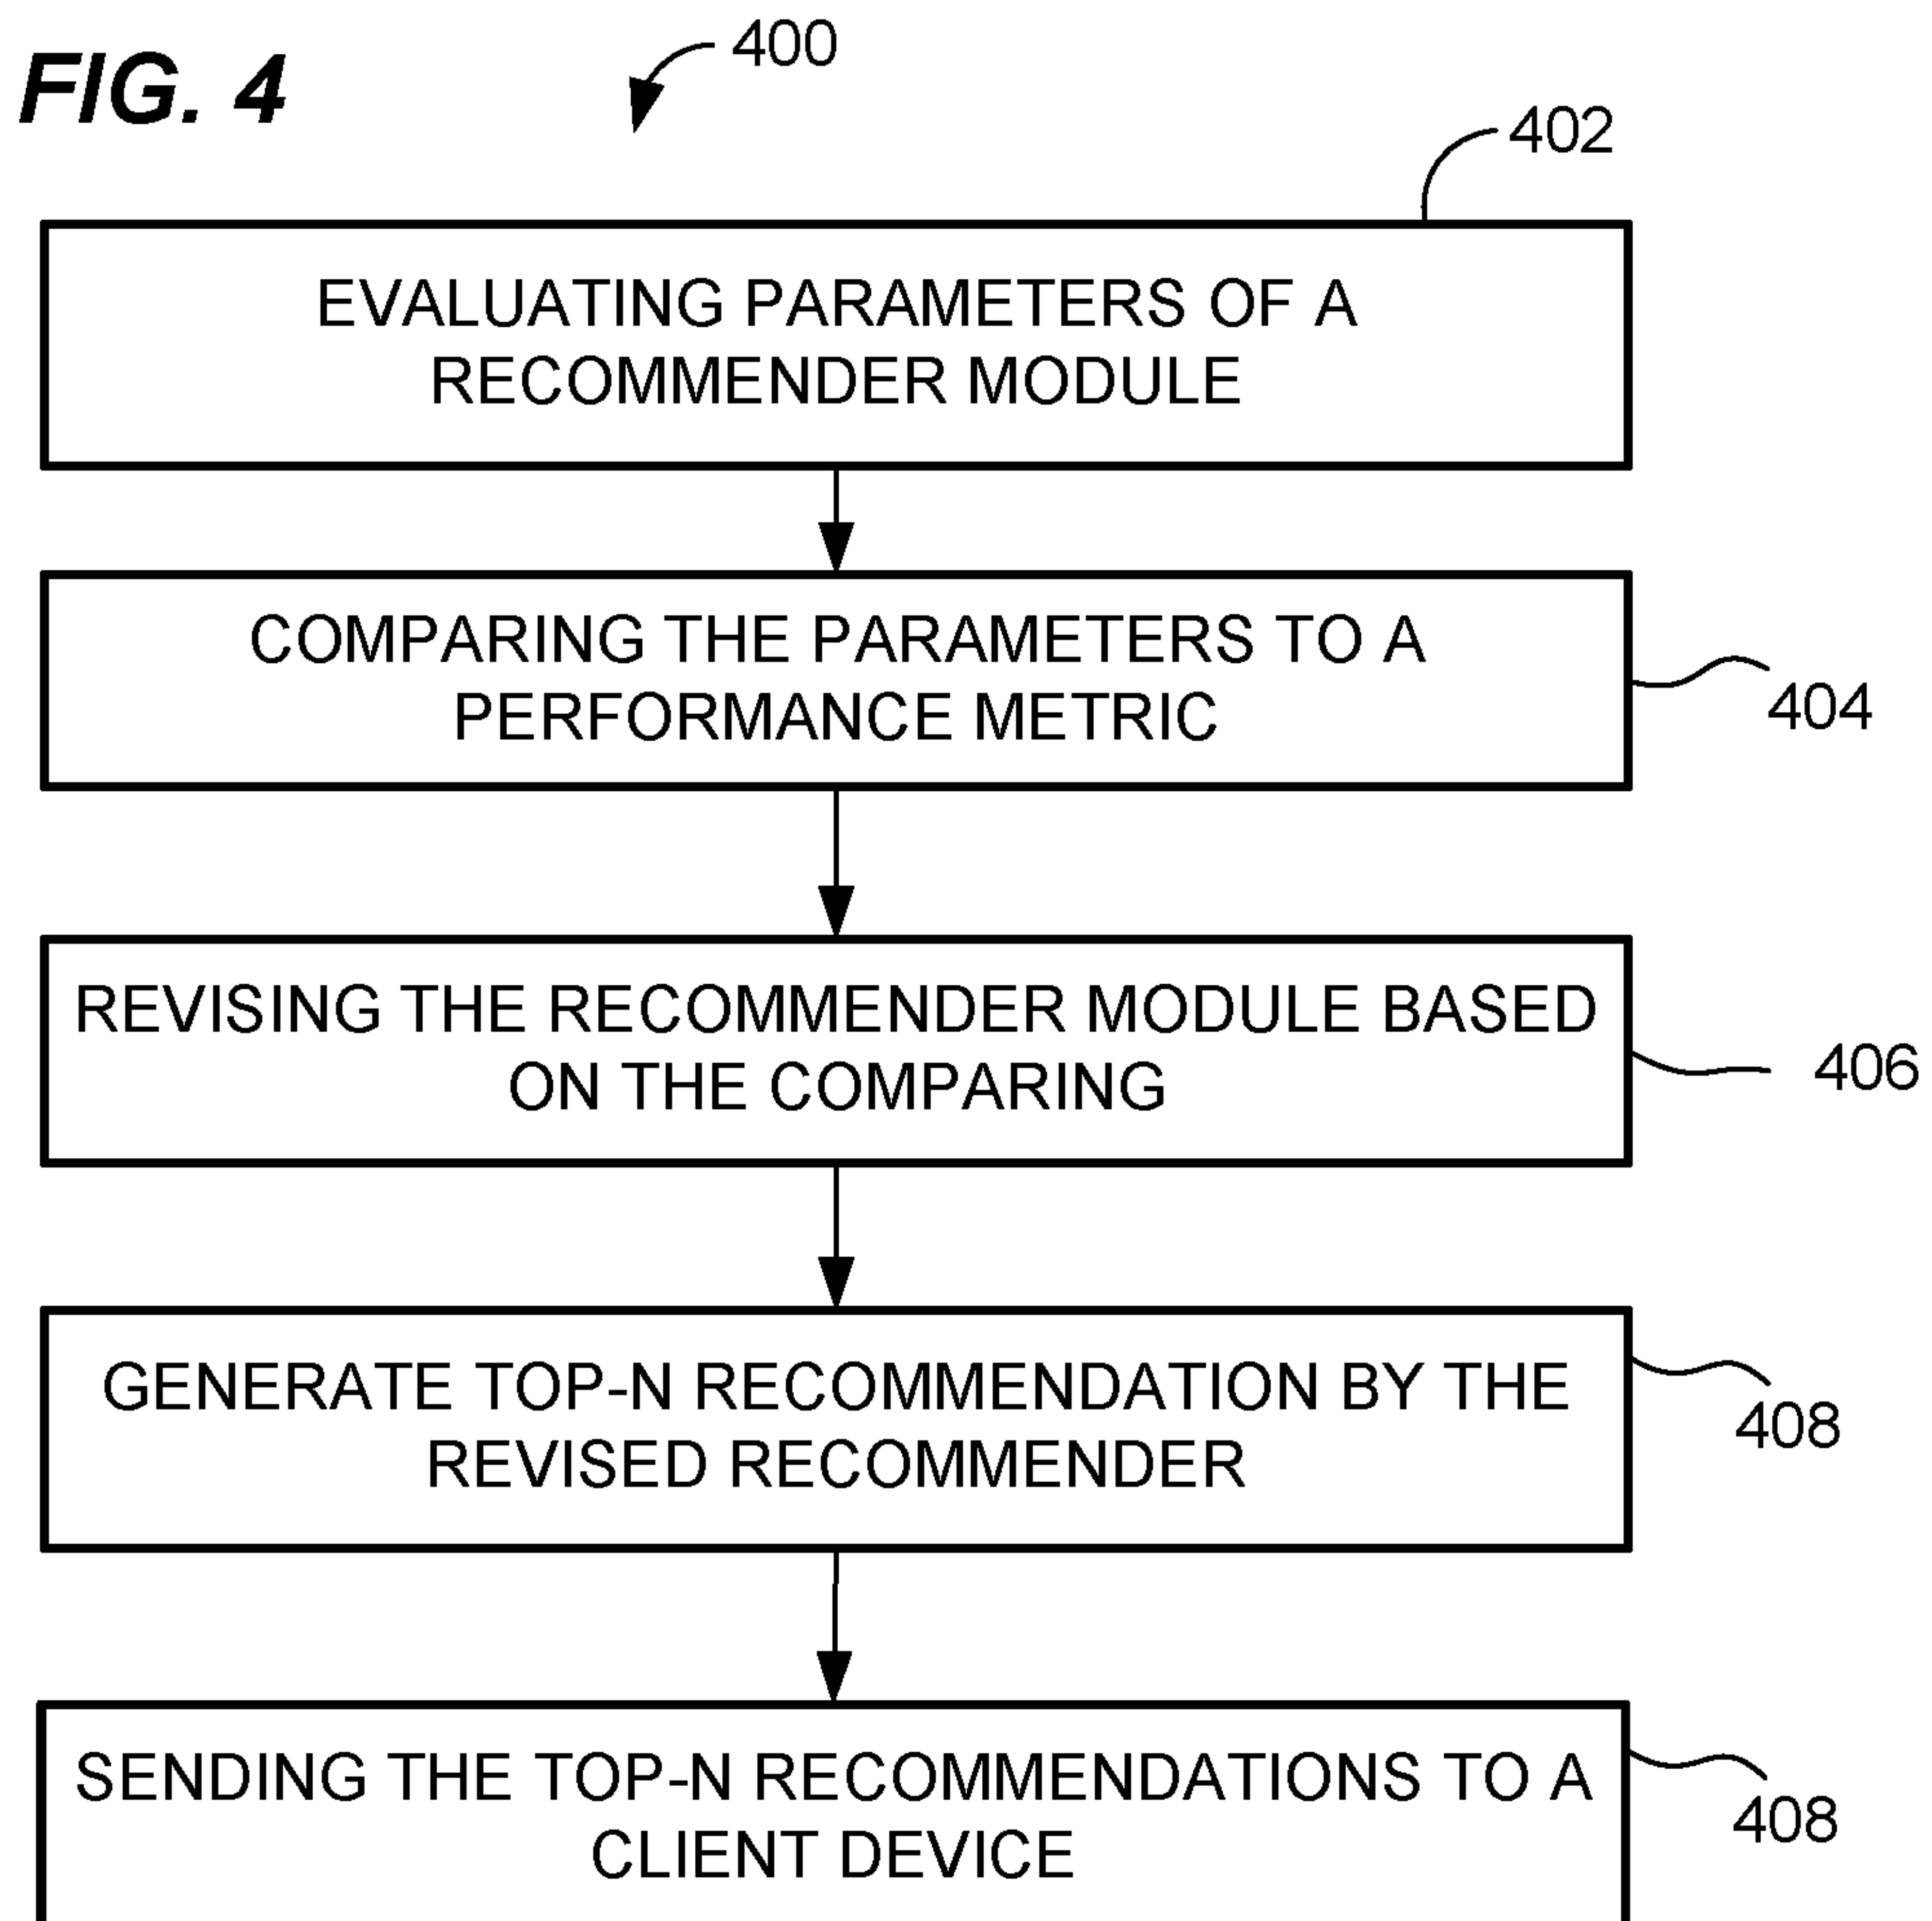 FIG. 4
400
402
EVALUATING PARAMETERS OF A
RECOMMENDER MODULE
COMPARING THE PARAMETERS TO A
PERFORMANCE METRIC
404
REVISING THE RECOMMENDER MODULE BASED
ON THE COMPARING
406
GENERATE TOP-N RECOMMENDATION BY THE
REVISED RECOMMENDER
408
SENDING THE TOP-N RECOMMENDATIONS TO A
CLIENT DEVICE
408